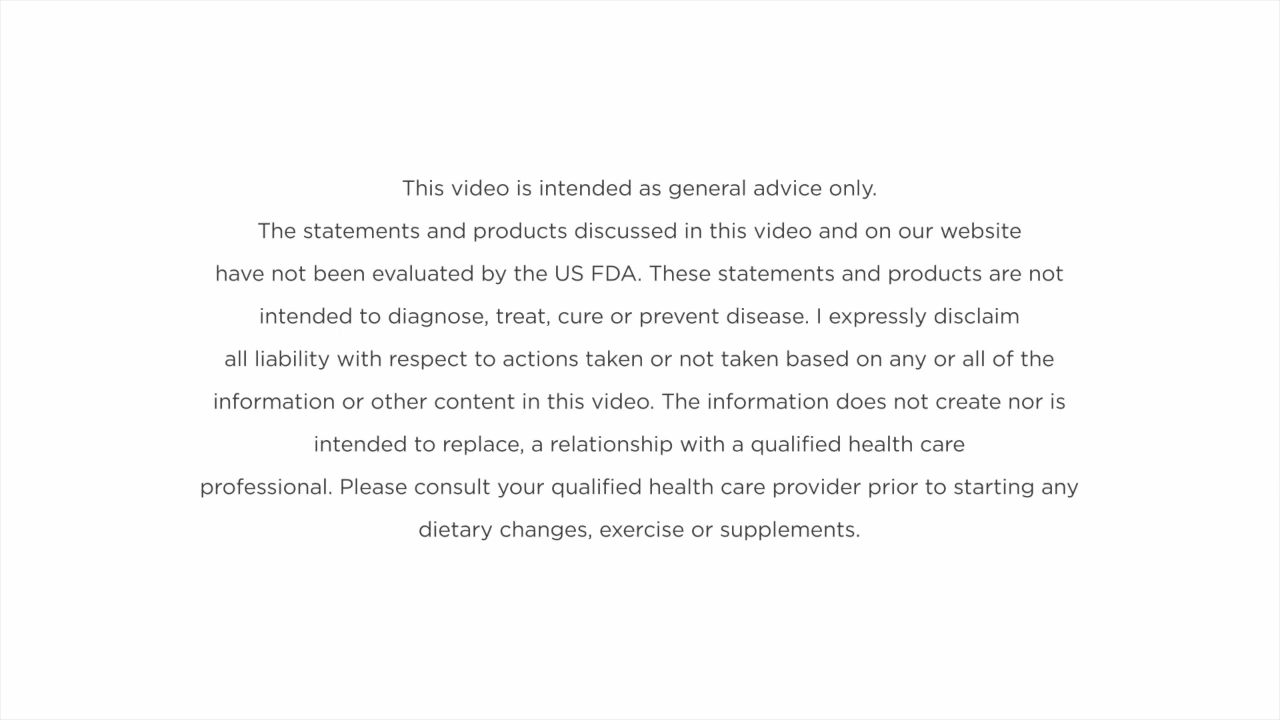 This video is intended as general advice only.
The statements and products discussed in this video and on our website
have not been evaluated by the US FDA. These statements and products are not
intended to diagnose, treat, cure or prevent disease. I expressly disclaim
all liability with respect to actions taken or not taken based on any or all of the
information or other content in this video. The information does not create nor is
intended to replace, a relationship with a qualified health care
professional. Please consult your qualified health care provider prior to starting any
dietary changes, exercise or supplements.